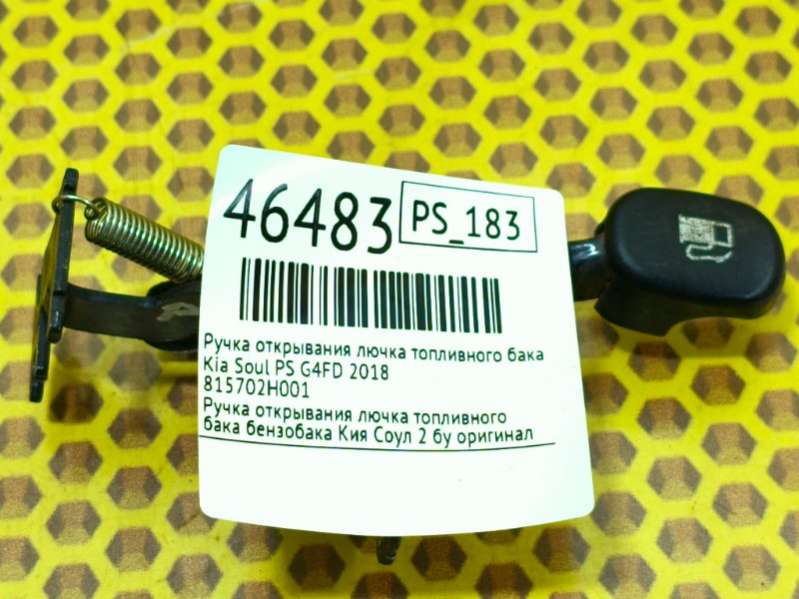 46483
PS_183
Ручка открывания лючка топливного бака
Kia Soul PS G4FD 2018
815702H001
Ручка открывания лючка топливного
бака бензобака Кия Соул 2 бу оригинал